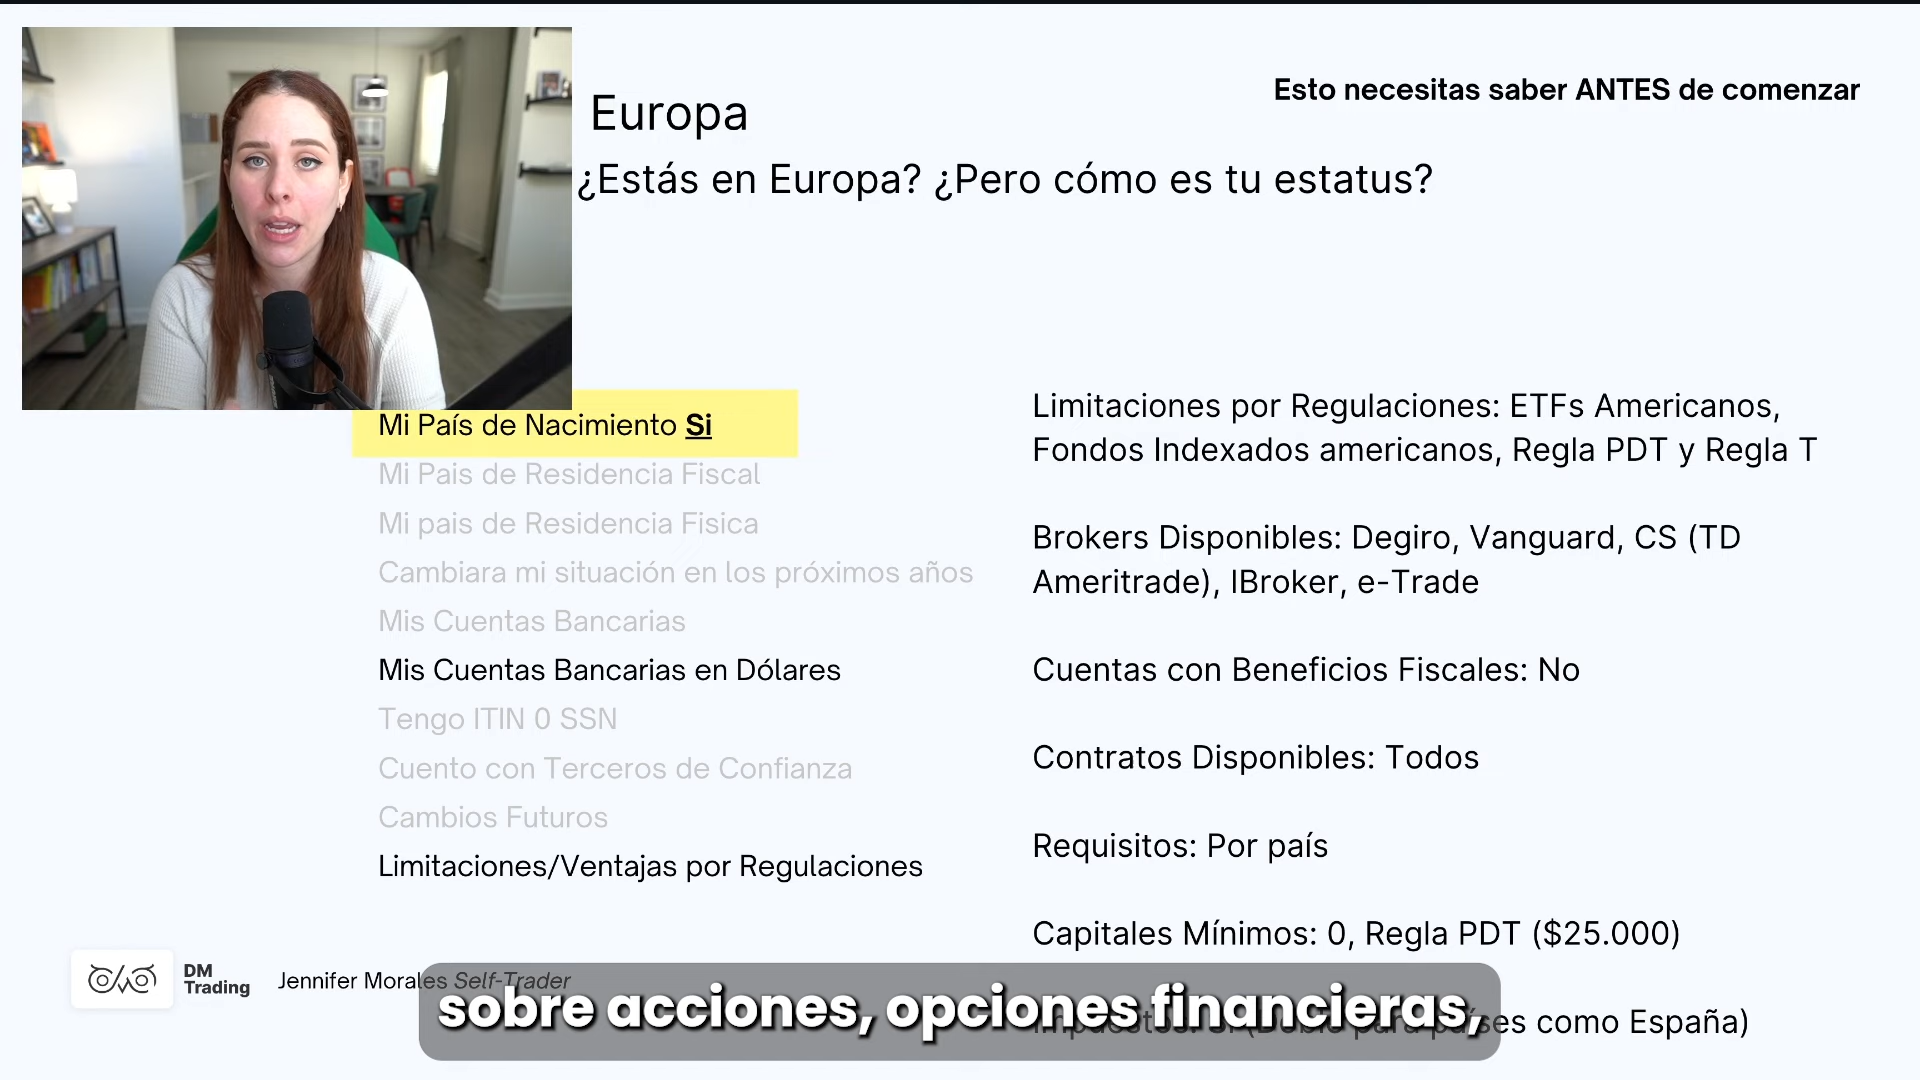 Esto necesitas saber ANTES de comenzar
Europa
¿Estás en Europa? ¿Pero cómo es tu estatus?
Mi País de Nacimiento Si
Mi Pais de Residencia Fiscal
Mi pais de Residencia Fisica
Cambiara mi situación en los próximos años
Mis Cuentas Bancarias
Mis Cuentas Bancarias en Dólares
Tengo ITIN 0 SSN
Cuento con Terceros de Confianza
Cambios Futuros
Limitaciones/Ventajas por Regulaciones
Limitaciones por Regulaciones: ETFs Americanos,
Fondos Indexados americanos, Regla PDT y Regla T
Brokers Disponibles: Degiro, Vanguard, CS (TD
Ameritrade), IBroker, e-Trade
Cuentas con Beneficios Fiscales: No
Contratos Disponibles: Todos
Requisitos: Por país
Capitales Mínimos: 0, Regla PDT ($25.000)
como España)
DM
Trading
Jennifer Morales Self-Trader
sobre acciones, opciones financieras,